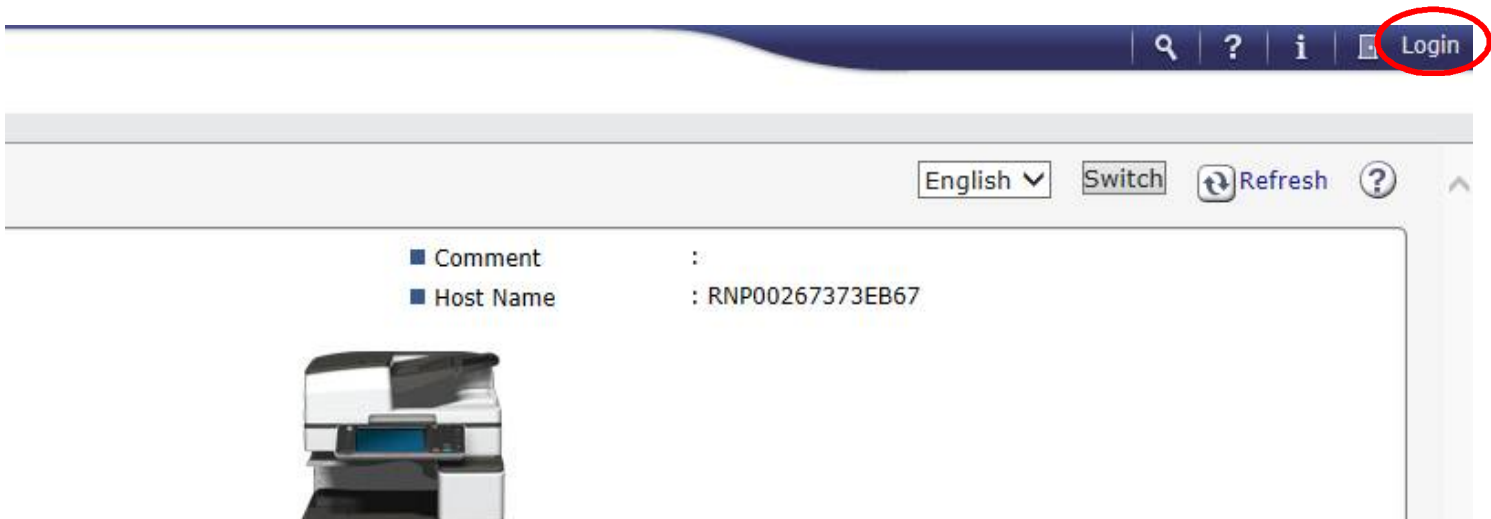 ? i Login
English Switch Refresh ?
Comment :
Host Name : RNP00267373EB67